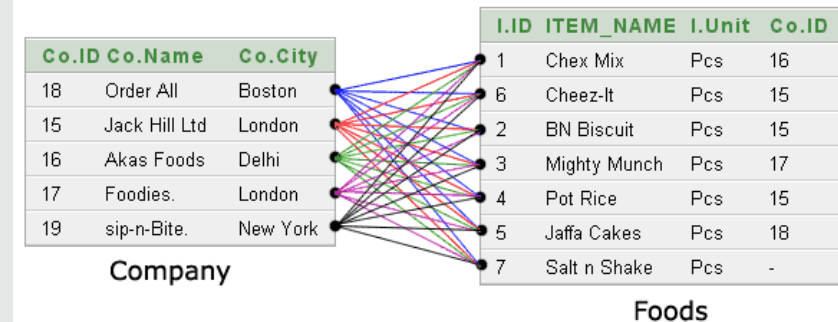 Co.ID Co.Name Co.City
18 Order All Boston
15 Jack Hill Ltd London
16 Akas Foods Delhi
17 Foodies. London
19 sip-n-Bite. New York
Company
I.ID ITEM_NAME I.Unit Co.ID
1 Chex Mix Pcs 16
6 Cheez-It Pcs 15
2 BN Biscuit Pcs 15
3 Mighty Munch Pcs 17
4 Pot Rice Pcs 15
5 Jaffa Cakes Pcs 18
7 Salt n Shake Pcs -
Foods